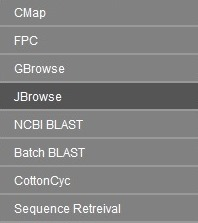 CMap
FPC
GBrowse
JBrowse
NCBI BLAST
Batch BLAST
CottonCyc
Sequence Retreival